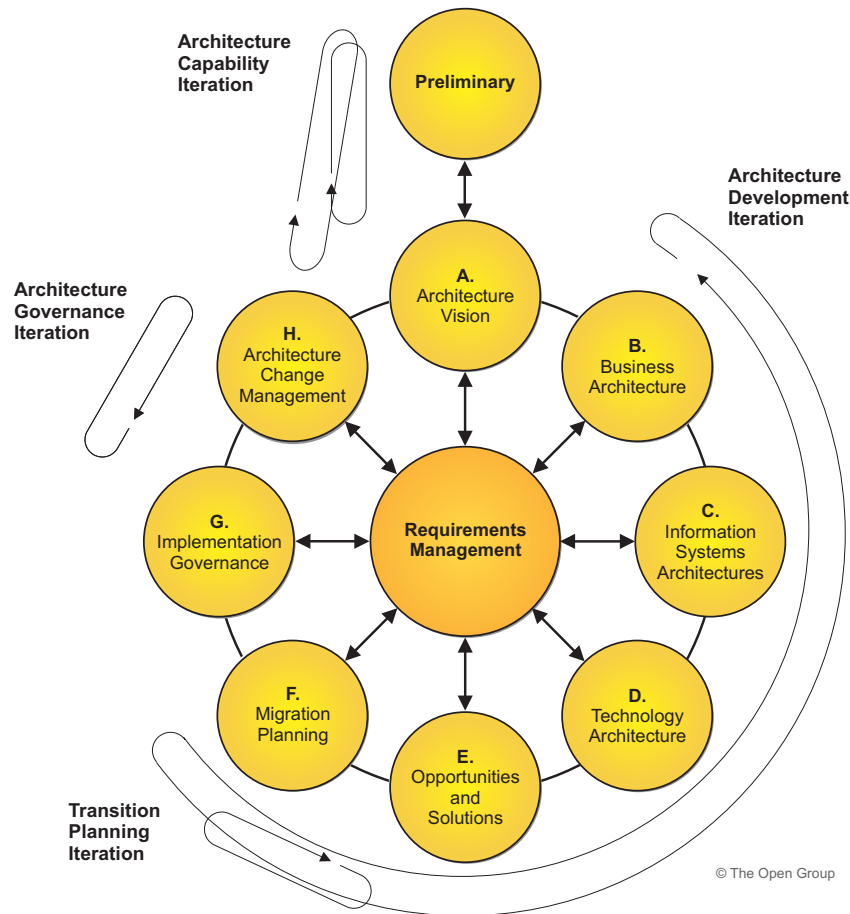 Architecture
Capability
Iteration
Preliminary
Architecture
Development
Iteration
A.
Architecture
Vision
Architecture
Governance
Iteration
H.
Architecture
Change
Management
B.
Business
Architecture
G.
Implementation
Governance
Requirements
Management
C.
Information
Systems
Architectures
F.
Migration
Planning
D.
Technology
Architecture
E.
Opportunities
and
Solutions
Transition
Planning
Iteration
© The Open Group